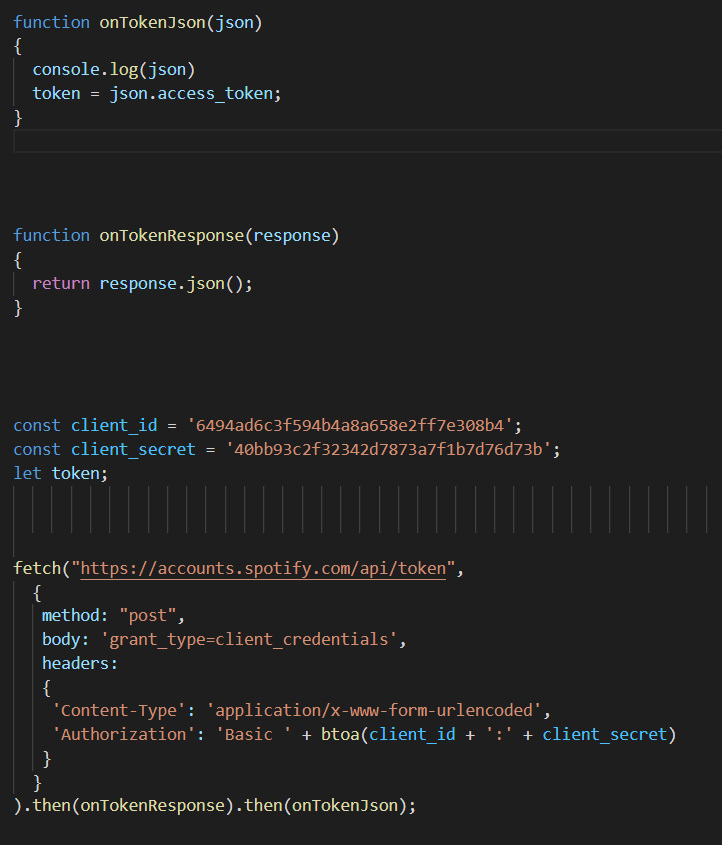 function onTokenJson(json)
{
console.log(json)
token = json.access_token;
}
function onTokenResponse(response)
{
return response.json();
}
const client_id = '6494ad6c3f594b4a8a658e2ff7e308b4';
const client_secret = '40bb93c2f32342d7873a7f1b7d76d73b';
let token;
fetch("https://accounts.spotify.com/api/token",
{
method: "post",
body: 'grant_type=client_credentials',
headers:
{
'Content-Type': 'application/x-www-form-urlencoded',
'Authorization': 'Basic ' + btoa(client_id + ':' + client_secret)
}
}
).then(onTokenResponse).then(onTokenJson);